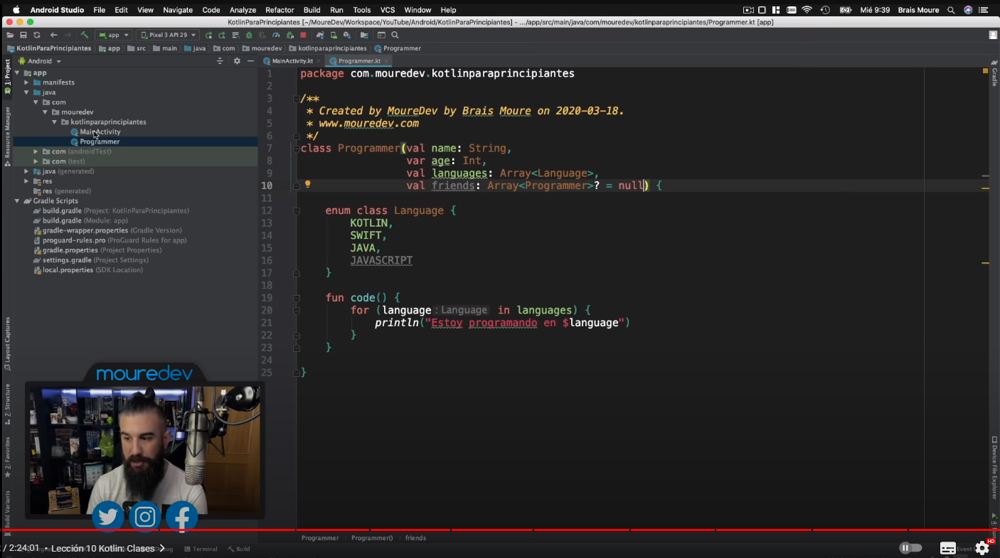 Android Studio File Edit View Navigate Code Analyze Refactor Build Run Tools VCS Window Help Mié 9:39 Brais Moure
KotlinParaPrincipiantes [~/MoureDev/Workspace/YouTube/Android/KotlinParaPrincipiantes] - .../app/src/main/java/com/mouredev/kotlinparaprincipiantes/Programmer.kt [app]
app Pixel 3 API 29
KotlinParaPrincipiantes app src main java com mouredev kotlinparaprincipiantes Programmer
Android
MainActivity.kt Programmer.kt
1: Project
Resource Manager
Layout Captures
Z: Structure
2: Favorites
Build Variants
app
manifests
java
com
mouredev
kotlinparaprincipiantes
MainActivity
Programmer
com (androidTest)
com (test)
java (generated)
res
res (generated)
Gradle Scripts
build.gradle (Project: KotlinParaPrincipiantes)
build.gradle (Module: app)
gradle-wrapper.properties (Gradle Version)
proguard-rules.pro (ProGuard Rules for app)
gradle.properties (Project Properties)
settings.gradle (Project Settings)
local.properties (SDK Location)
1 package com.mouredev.kotlinparaprincipiantes
2
3 /**
4 * Created by MoureDev by Brais Moure on 2020-03-18.
5 * www.mouredev.com
6 */
7 class Programmer(val name: String,
8 var age: Int,
9 val languages: Array<Language>,
10 val friends: Array<Programmer>? = null) {
11
12 enum class Language {
13 KOTLIN,
14 SWIFT,
15 JAVA,
16 JAVASCRIPT
17 }
18
19 fun code() {
20 for (language : Language in languages) {
21 println("Estoy programando en $language")
22 }
23 }
24
25 }
Gradle
Device File Explorer
mouredev
Programmer Programmer() friends
/ 2:24:01 • Lección 10 Kotlin: Clases
Terminal Build
Event
HD